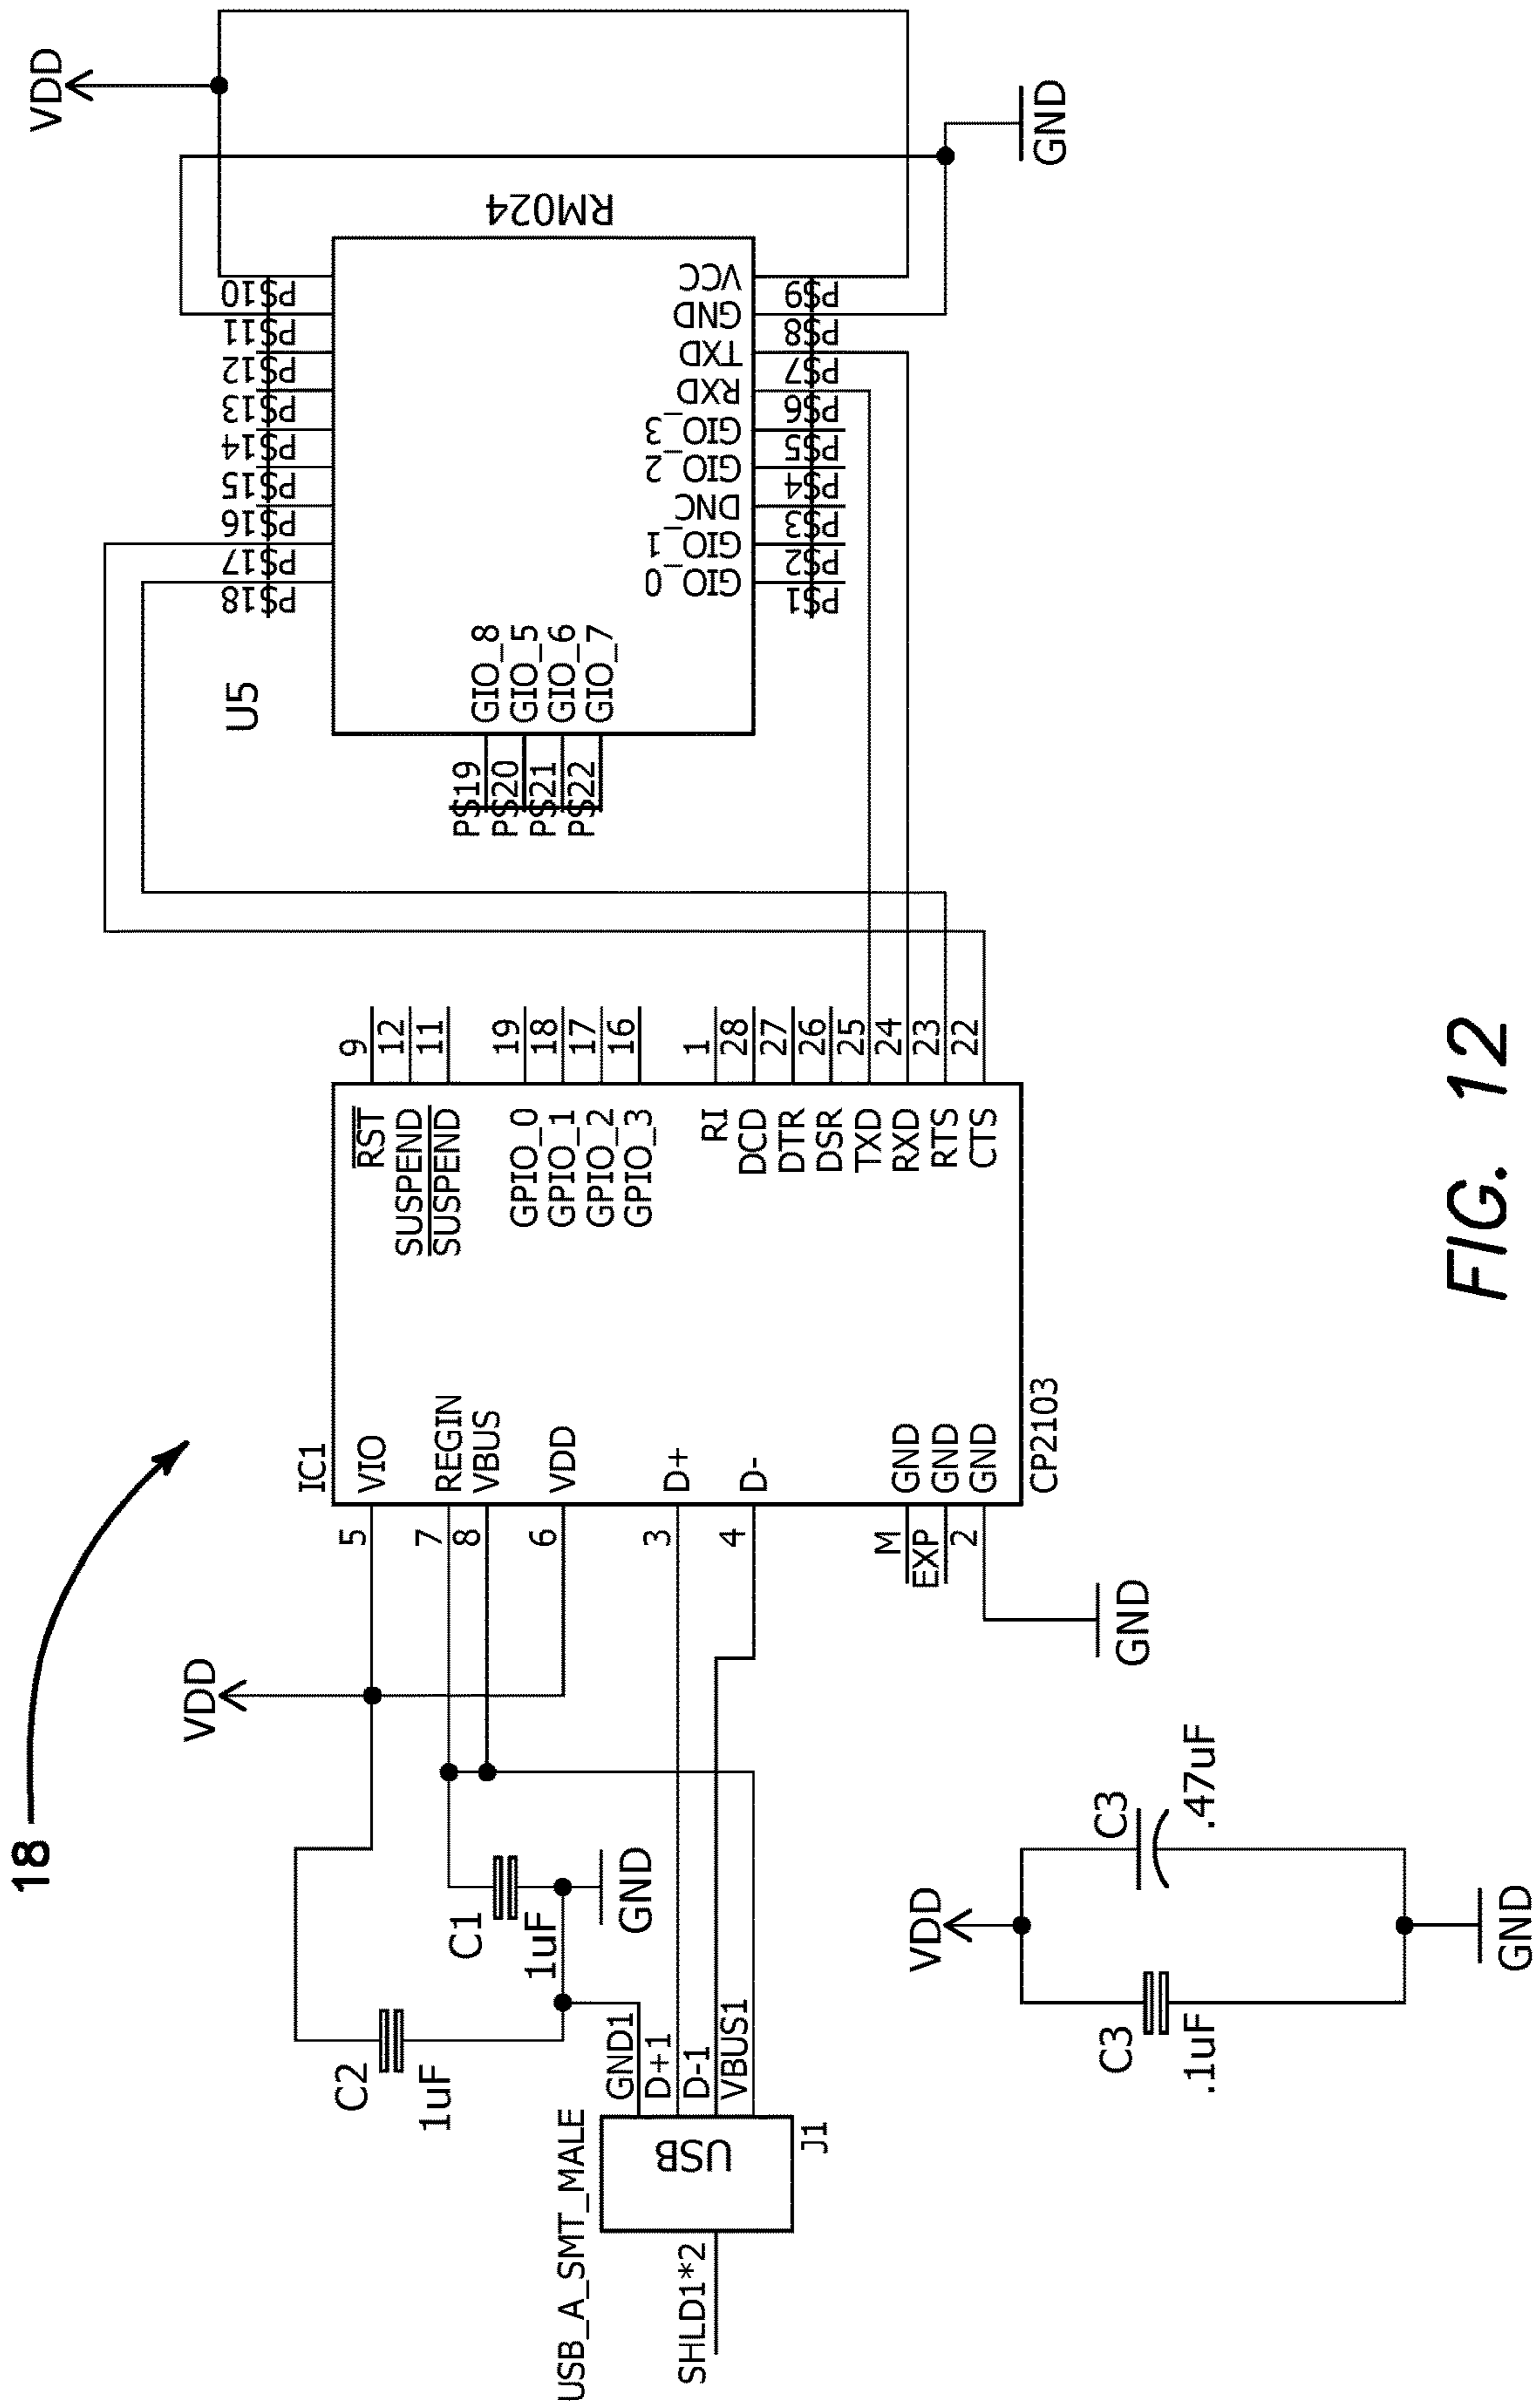 18
VDD
C2
1uF
C1
1uF
GND
USB_A_SMT_MALE
USB
J1
SHLD1*2
GND1
D+1
D-1
VBUS1
IC1
CP2103
5
7
8
6
3
4
M
EXP
2
VIO
REGIN
VBUS
VDD
D+
D-
GND
GND
GND
GND
RST
SUSPEND
SUSPEND
GPIO_0
GPIO_1
GPIO_2
GPIO_3
RI
DCD
DTR
DSR
TXD
RXD
RTS
CTS
9
12
11
19
18
17
16
1
28
27
26
25
24
23
22
U5
RM024
P$19
P$20
P$21
P$22
GIO_8
GIO_5
GIO_6
GIO_7
P$18
P$17
P$16
P$15
P$14
P$13
P$12
P$11
P$10
GIO_0
GIO_1
DNC
GIO_2
GIO_3
RXD
TXD
GND
VCC
P$1
P$2
P$3
P$4
P$5
P$6
P$7
P$8
P$9
VDD
GND
VDD
C3
.1uF
C3
.47uF
GND
FIG. 12